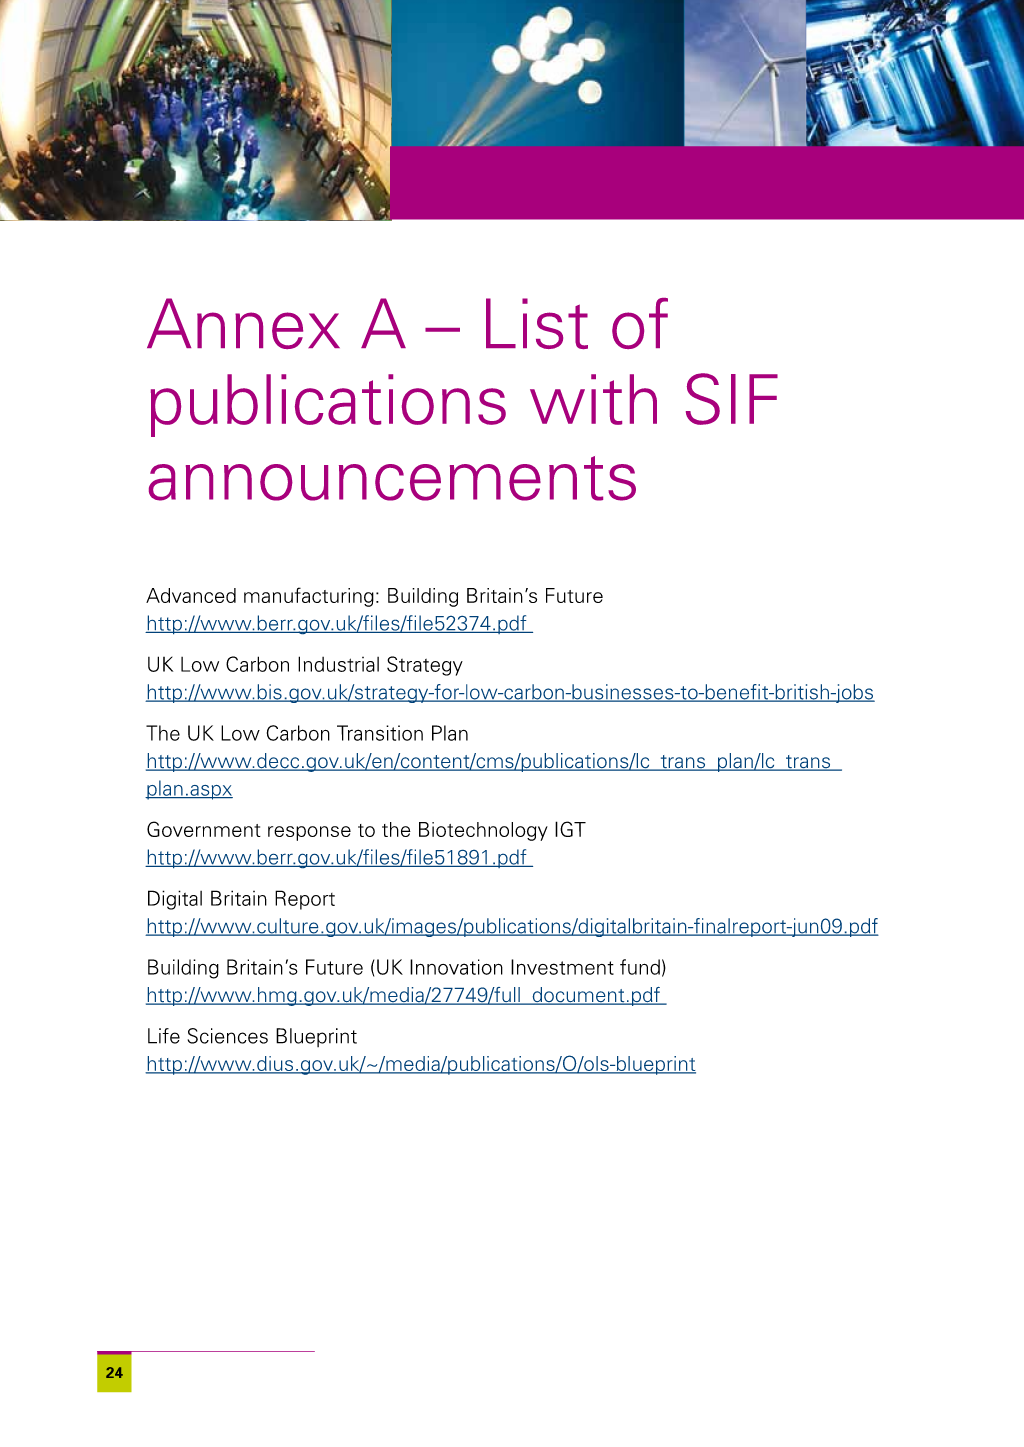 Annex A – List of
publications with SIF
announcements
Advanced manufacturing: Building Britain’s Future
http://www.berr.gov.uk/files/file52374.pdf
UK Low Carbon Industrial Strategy
http://www.bis.gov.uk/strategy-for-low-carbon-businesses-to-benefit-british-jobs
The UK Low Carbon Transition Plan
http://www.decc.gov.uk/en/content/cms/publications/lc_trans_plan/lc_trans_
plan.aspx
Government response to the Biotechnology IGT
http://www.berr.gov.uk/files/file51891.pdf
Digital Britain Report
http://www.culture.gov.uk/images/publications/digitalbritain-finalreport-jun09.pdf
Building Britain’s Future (UK Innovation Investment fund)
http://www.hmg.gov.uk/media/27749/full_document.pdf
Life Sciences Blueprint
http://www.dius.gov.uk/~/media/publications/O/ols-blueprint
24